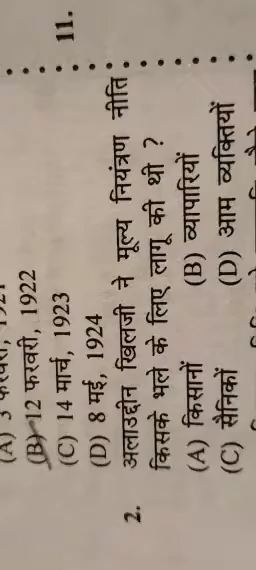 (B) 12 फरवरी, 1922
(C) 14 मार्च, 1923
(D) 8 मई, 1924
2. अलाउद्दीन खिलजी ने मूल्य नियंत्रण नीति
किसके भले के लिए लागू की थी ?
(A) किसानों (B) व्यापारियों
(C) सैनिकों (D) आम व्यक्तियों
11.